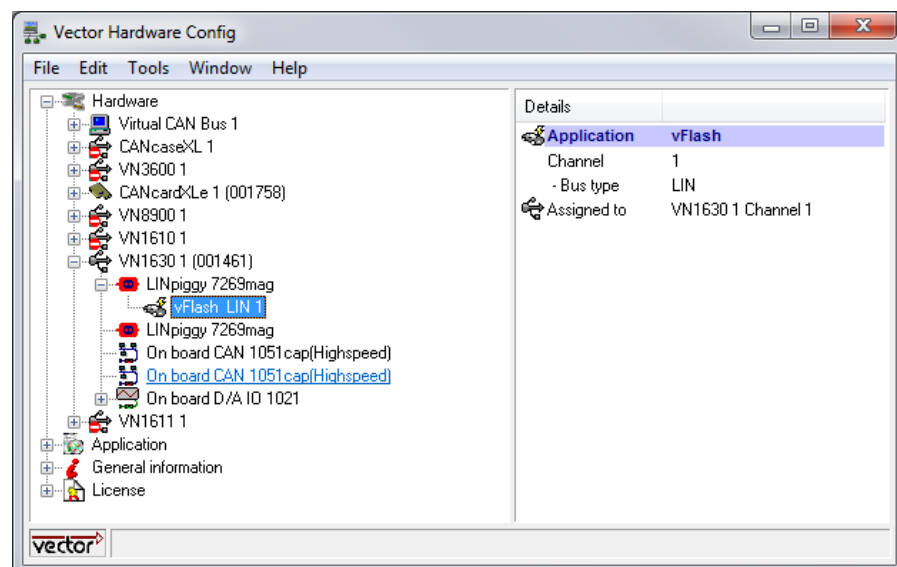 Vector Hardware Config
File Edit Tools Window Help
Hardware
Virtual CAN Bus 1
CANcaseXL 1
VN3600 1
CANcardXLe 1 (001758)
VN8900 1
VN1610 1
VN1630 1 (001461)
LINpiggy 7269mag
vFlash LIN 1
LINpiggy 7269mag
On board CAN 1051cap(Highspeed)
On board CAN 1051cap(Highspeed)
On board D/A IO 1021
VN1611 1
Application
General information
License
Details
Application vFlash
Channel 1
- Bus type LIN
Assigned to VN1630 1 Channel 1
vector